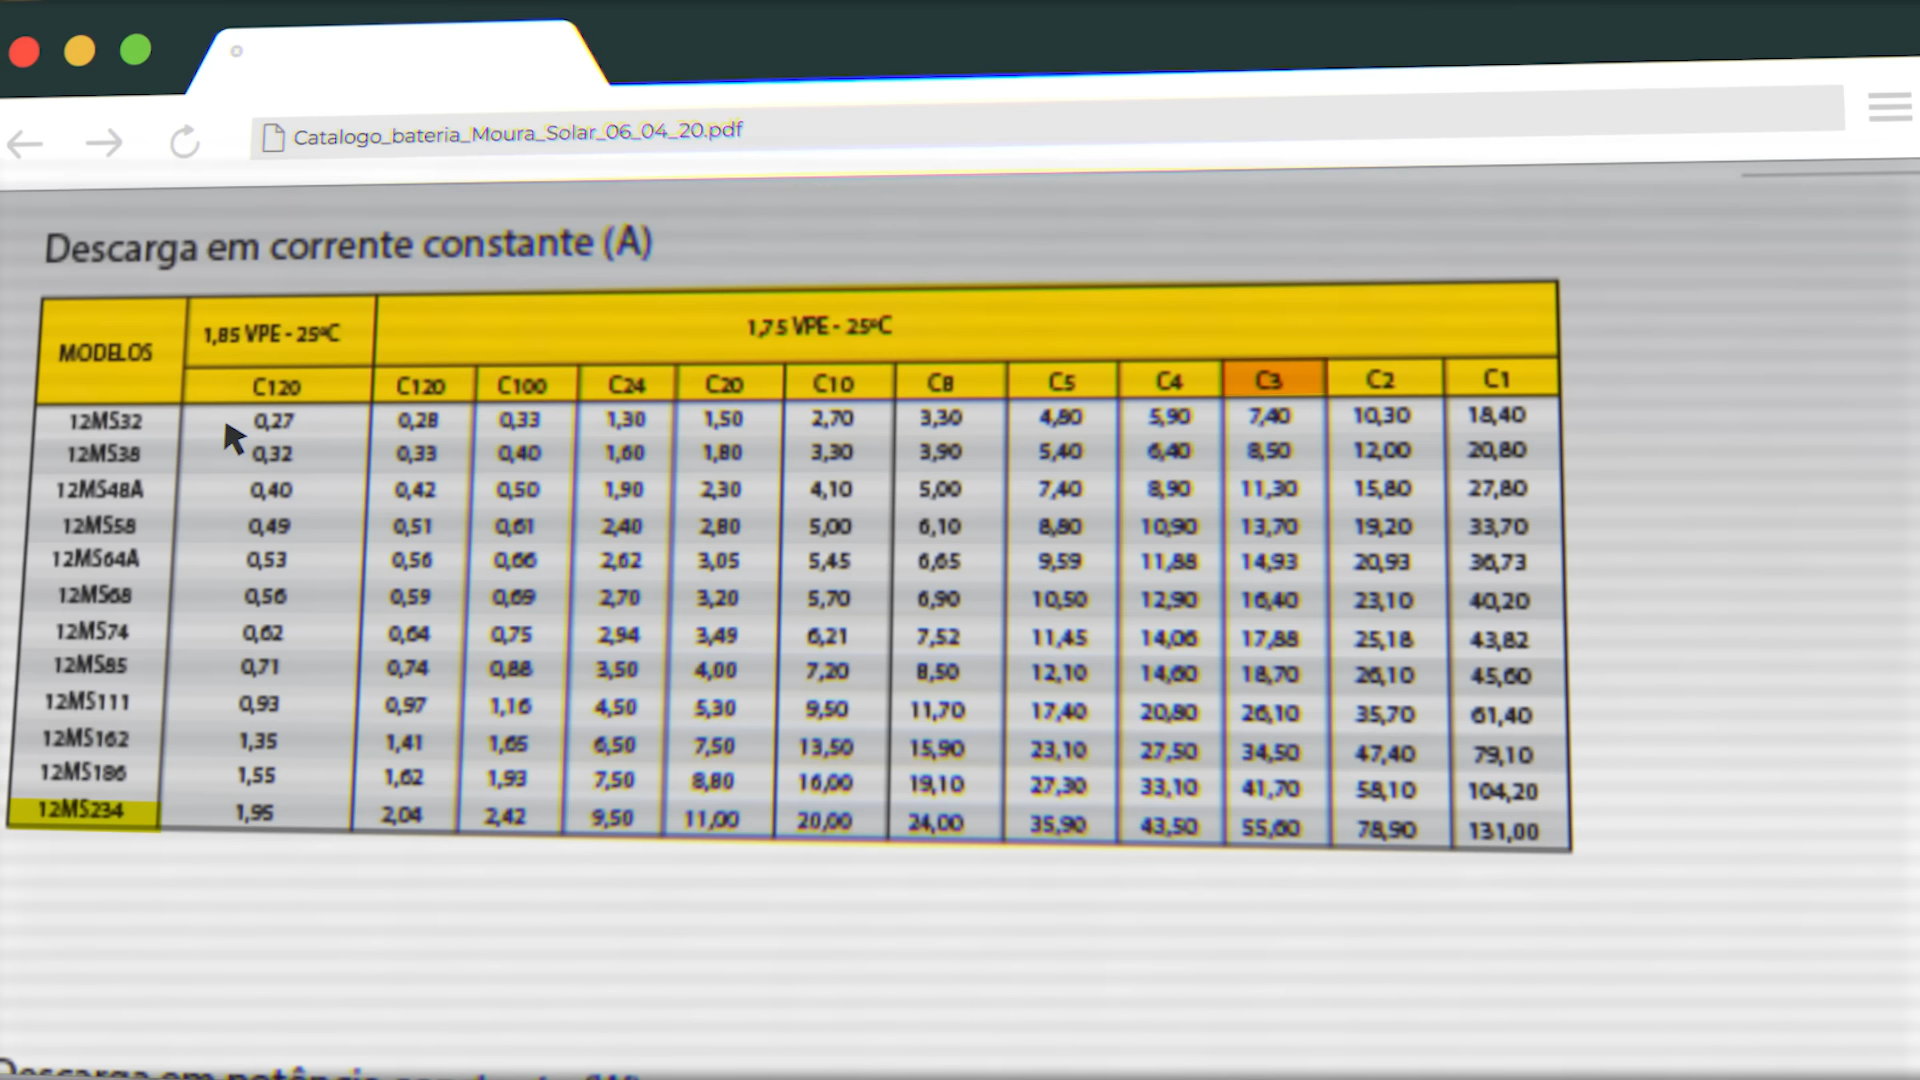 Catalogo_bateria_Moura_Solar_06_04_20.pdf
Descarga em corrente constante (A)
MODELOS 1,85 VPE - 25ºC 1,75 VPE - 25ºC
C120 C120 C100 C24 C20 C10 C8 C5 C4 C3 C2 C1
12MS32 0,27 0,28 0,33 1,30 1,50 2,70 3,30 4,80 5,90 7,40 10,30 18,40
12MS38 0,32 0,33 0,40 1,60 1,80 3,30 3,90 5,40 6,40 8,50 12,00 20,80
12MS48A 0,40 0,42 0,50 1,90 2,30 4,10 5,00 7,40 8,90 11,30 15,80 27,80
12MS58 0,49 0,51 0,61 2,40 2,80 5,00 6,10 8,80 10,90 13,70 19,20 33,70
12MS64A 0,53 0,56 0,66 2,62 3,05 5,45 6,65 9,59 11,88 14,93 20,93 36,73
12MS68 0,56 0,59 0,69 2,70 3,20 5,70 6,90 10,50 12,90 16,40 23,10 40,20
12MS74 0,62 0,64 0,75 2,94 3,49 6,21 7,52 11,45 14,06 17,88 25,18 43,82
12MS85 0,71 0,74 0,88 3,50 4,00 7,20 8,50 12,10 14,60 18,70 26,10 45,60
12MS111 0,93 0,97 1,16 4,50 5,30 9,50 11,70 17,40 20,80 26,10 35,70 61,40
12MS162 1,35 1,41 1,65 6,50 7,50 13,50 15,90 23,10 27,50 34,50 47,40 79,10
12MS186 1,55 1,62 1,93 7,50 8,80 16,00 19,10 27,30 33,10 41,70 58,10 104,20
12MS234 1,95 2,04 2,42 9,50 11,00 20,00 24,00 35,90 43,50 55,60 78,90 131,00
Descarga em potência constante (W)